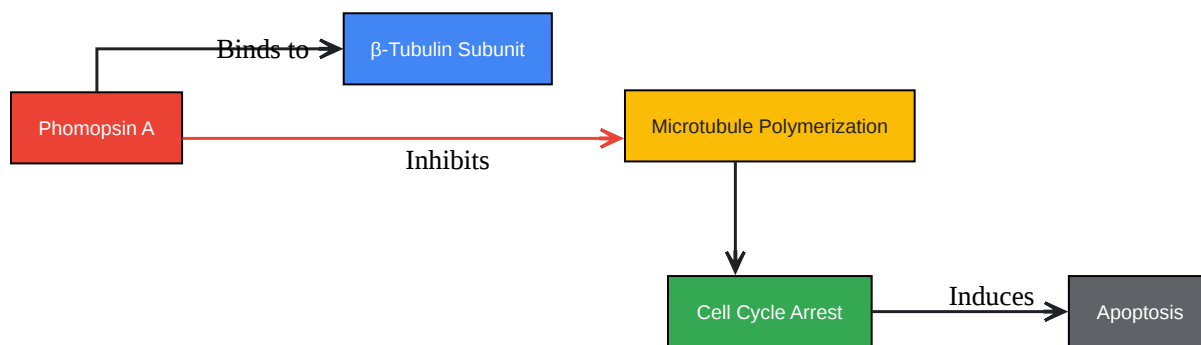 Binds to
β-Tubulin Subunit
Phomopsin A
Microtubule Polymerization
Inhibits
Cell Cycle Arrest
Induces
Apoptosis